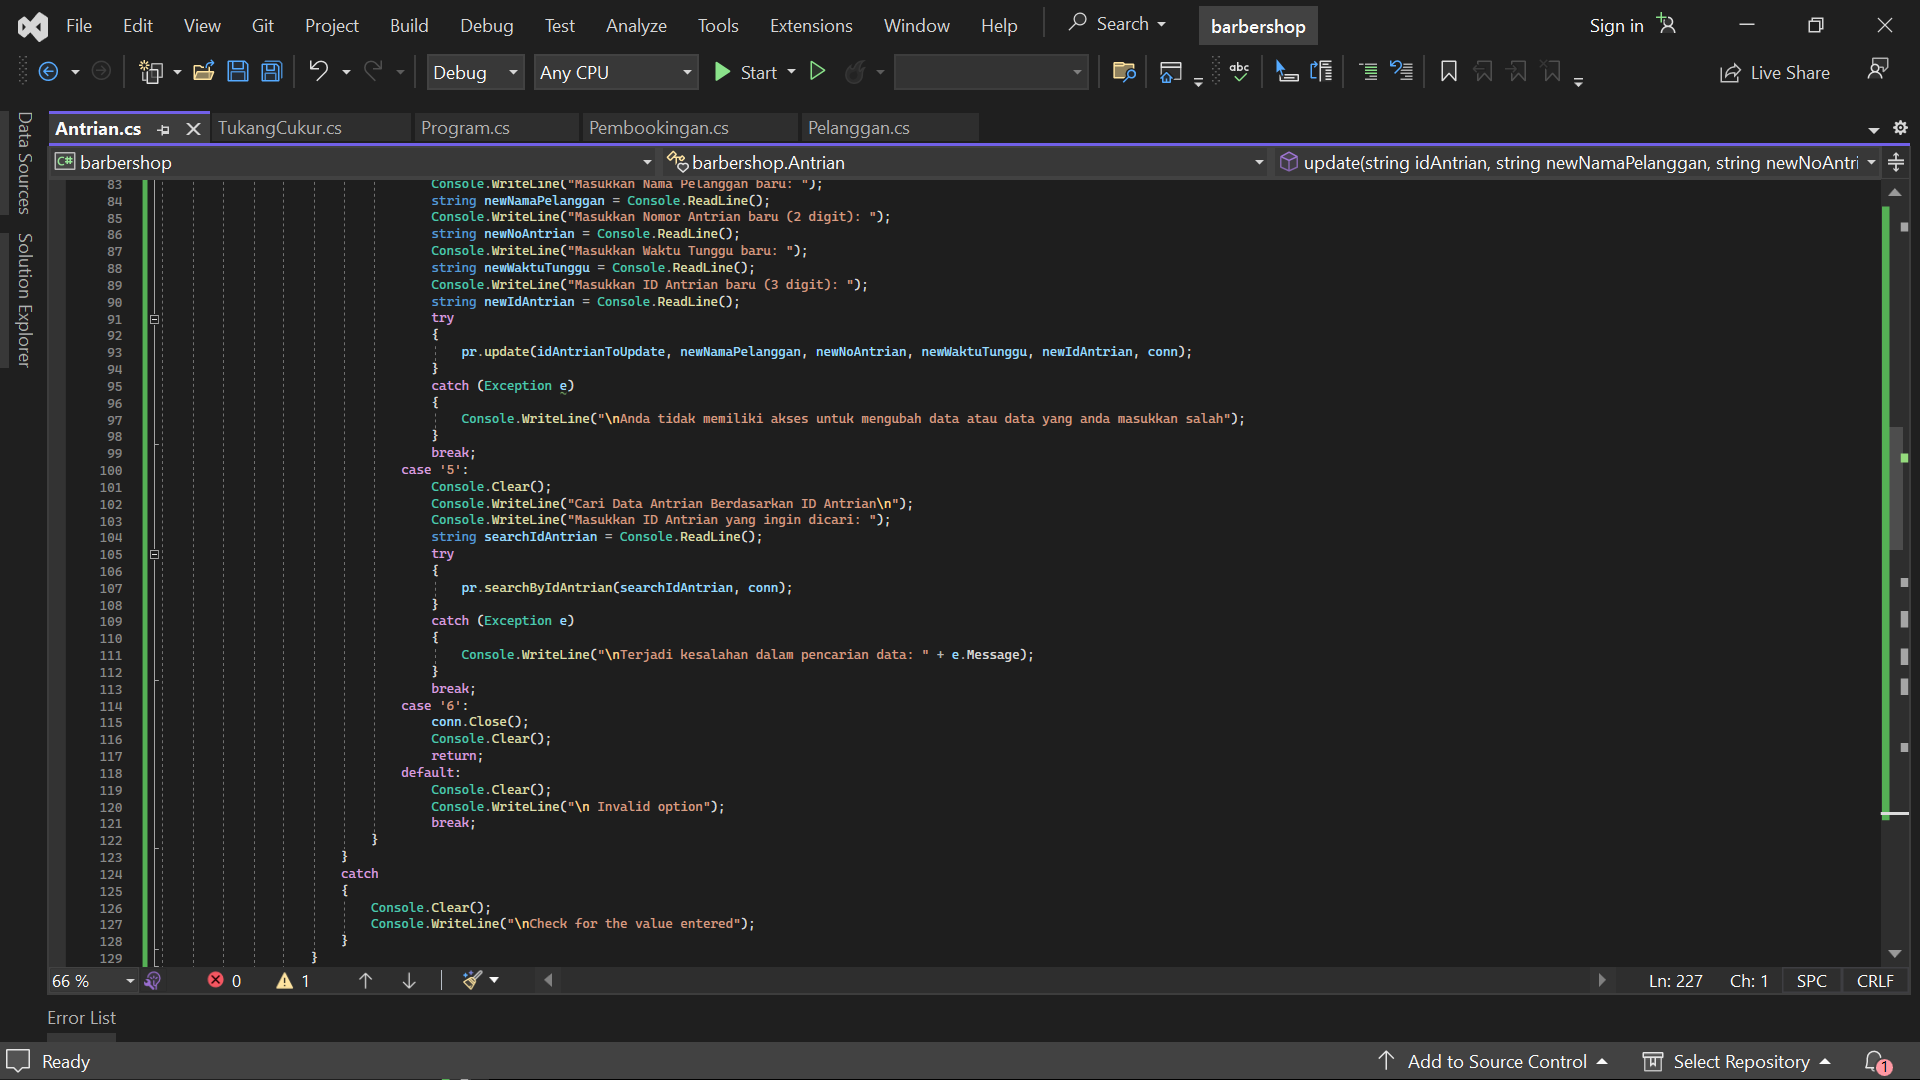 File Edit View Git Project Build Debug Test Analyze Tools Extensions Window Help Search barbershop Sign in
Debug Any CPU Start Live Share
Data Sources
Solution Explorer
Antrian.cs TukangCukur.cs Program.cs Pembookingan.cs Pelanggan.cs
C# barbershop barbershop.Antrian update(string idAntrian, string newNamaPelanggan, string newNoAntri
83 Console.WriteLine("Masukkan Nama Pelanggan baru: ");
84 string newNamaPelanggan = Console.ReadLine();
85 Console.WriteLine("Masukkan Nomor Antrian baru (2 digit): ");
86 string newNoAntrian = Console.ReadLine();
87 Console.WriteLine("Masukkan Waktu Tunggu baru: ");
88 string newWaktuTunggu = Console.ReadLine();
89 Console.WriteLine("Masukkan ID Antrian baru (3 digit): ");
90 string newIdAntrian = Console.ReadLine();
91 try
92 {
93 pr.update(idAntrianToUpdate, newNamaPelanggan, newNoAntrian, newWaktuTunggu, newIdAntrian, conn);
94 }
95 catch (Exception e)
96 {
97 Console.WriteLine("\nAnda tidak memiliki akses untuk mengubah data atau data yang anda masukkan salah");
98 }
99 break;
100 case '5':
101 Console.Clear();
102 Console.WriteLine("Cari Data Antrian Berdasarkan ID Antrian\n");
103 Console.WriteLine("Masukkan ID Antrian yang ingin dicari: ");
104 string searchIdAntrian = Console.ReadLine();
105 try
106 {
107 pr.searchByIdAntrian(searchIdAntrian, conn);
108 }
109 catch (Exception e)
110 {
111 Console.WriteLine("\nTerjadi kesalahan dalam pencarian data: " + e.Message);
112 }
113 break;
114 case '6':
115 conn.Close();
116 Console.Clear();
117 return;
118 default:
119 Console.Clear();
120 Console.WriteLine("\n Invalid option");
121 break;
122 }
123 }
124 catch
125 {
126 Console.Clear();
127 Console.WriteLine("\nCheck for the value entered");
128 }
129 }
66 % 0 1 Ln: 227 Ch: 1 SPC CRLF
Error List
Ready Add to Source Control Select Repository 1